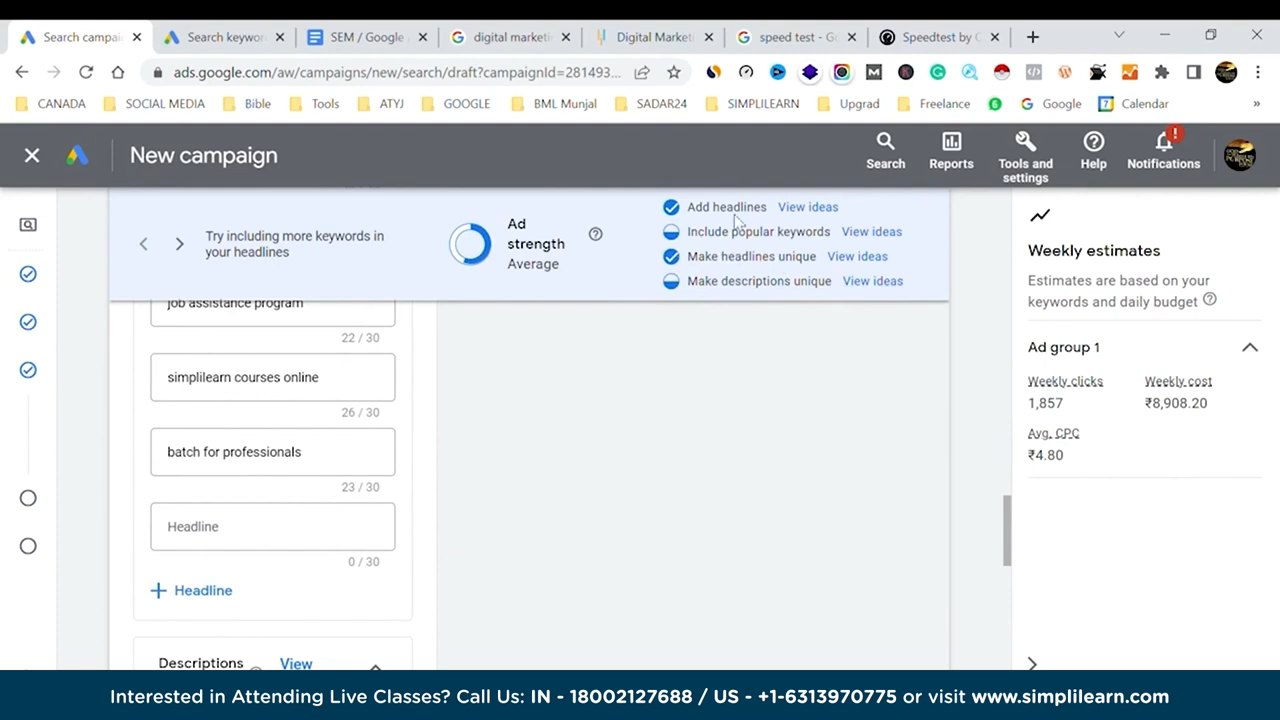 Search campai
Search keywor
SEM / Google
digital marketi
Digital Marketi
speed test - Go
Speedtest by O
ads.google.com/aw/campaigns/new/search/draft?campaignId=281493...
CANADA
SOCIAL MEDIA
Bible
Tools
ATYJ
GOOGLE
BML Munjal
SADAR24
SIMPLILEARN
Upgrad
Freelance
Google
Calendar
»
New campaign
Search
Reports
Tools and
settings
Help
Notifications
Try including more keywords in
your headlines
Ad
strength
Average
Add headlines View ideas
Include popular keywords View ideas
Make headlines unique View ideas
Make descriptions unique View ideas
job assistance program
22 / 30
simplilearn courses online
26 / 30
batch for professionals
23 / 30
Headline
0 / 30
+ Headline
Descriptions View
Weekly estimates
Estimates are based on your
keywords and daily budget
Ad group 1
Weekly clicks Weekly cost
1,857 ₹8,908.20
Avg. CPC
₹4.80
Interested in Attending Live Classes? Call Us: IN - 18002127688 / US - +1-6313970775 or visit www.simplilearn.com